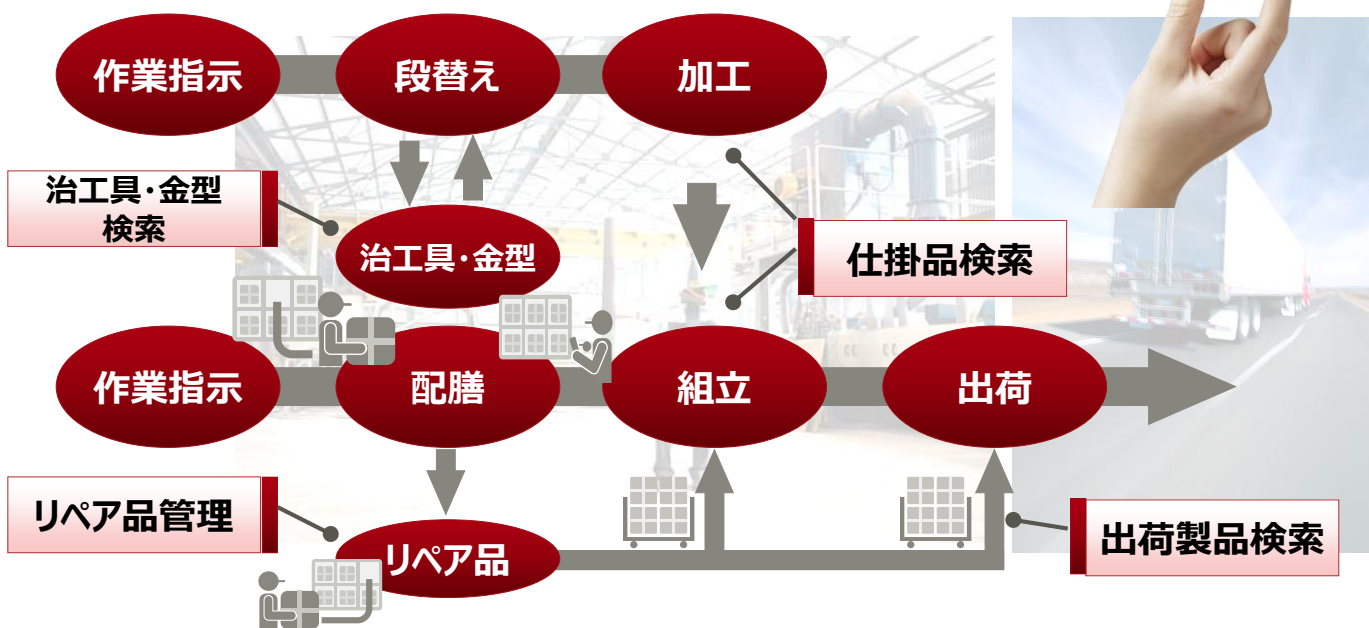 作業指示
段替え
加工
治工具・金型
検索
治工具・金型
仕掛品検索
作業指示
配膳
組立
出荷
リペア品管理
リペア品
出荷製品検索